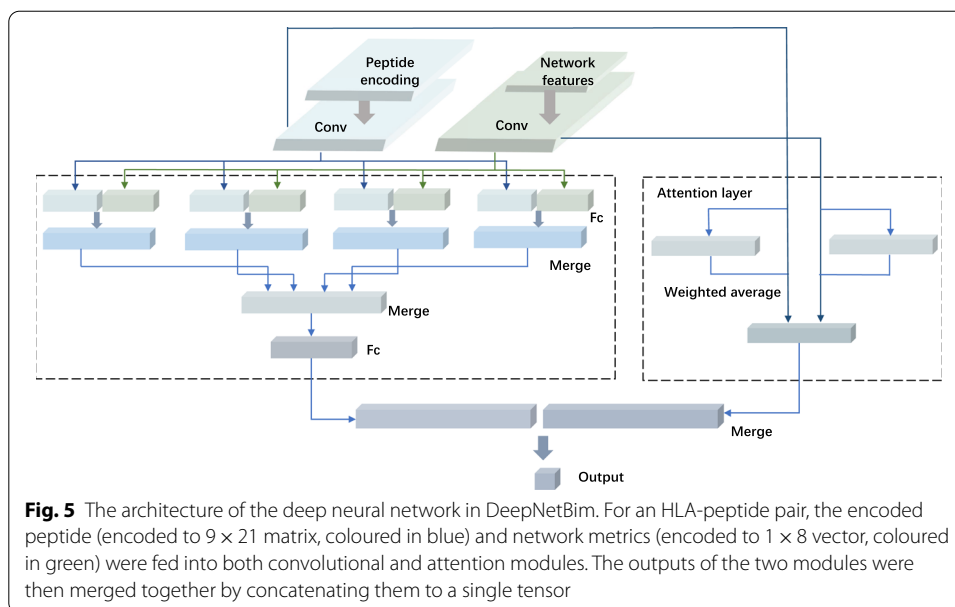 Peptide
encoding
Network
features
Conv
Conv
Fc
Merge
Merge
Fc
Attention layer
Weighted average
Merge
Output
Fig. 5 The architecture of the deep neural network in DeepNetBim. For an HLA-peptide pair, the encoded
peptide (encoded to 9 × 21 matrix, coloured in blue) and network metrics (encoded to 1 × 8 vector, coloured
in green) were fed into both convolutional and attention modules. The outputs of the two modules were
then merged together by concatenating them to a single tensor